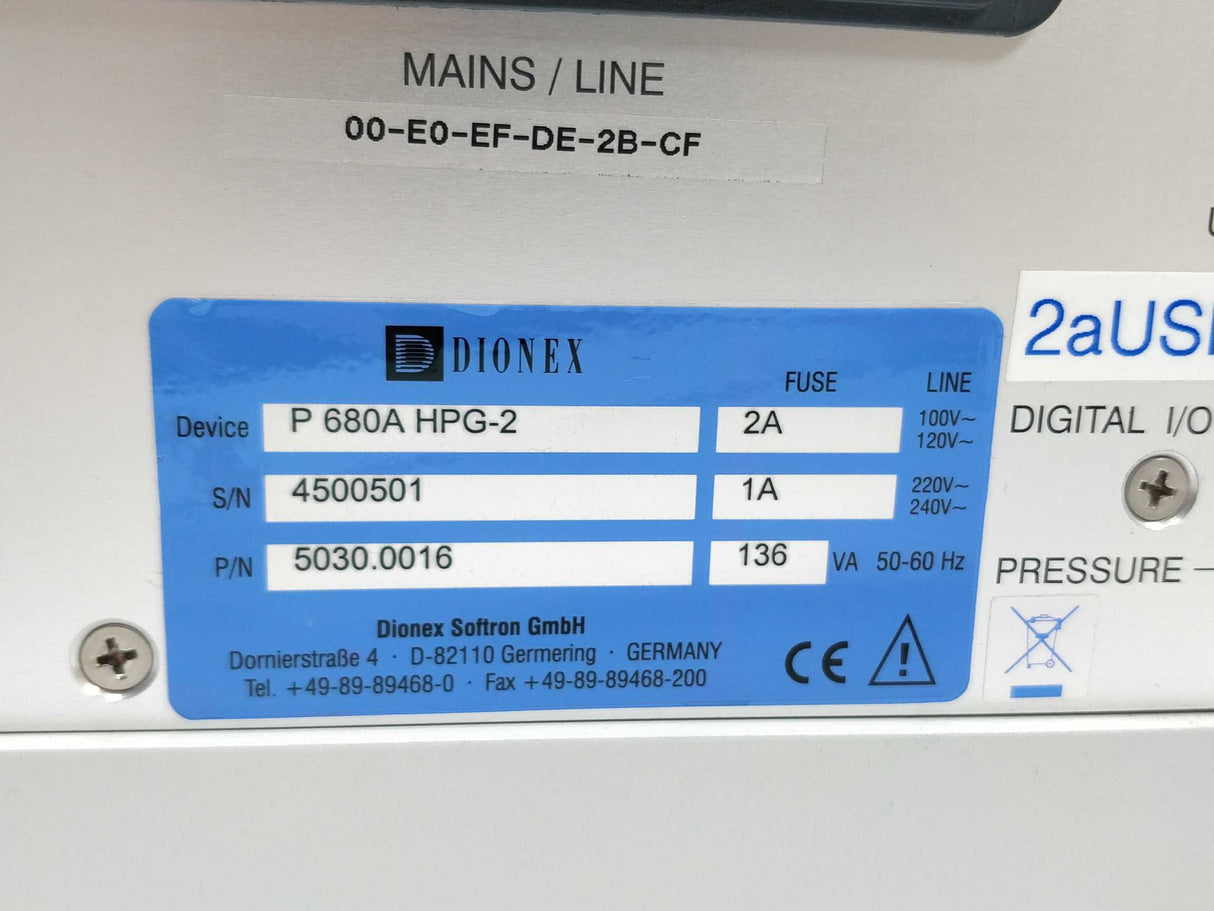 MAINS / LINE
00-E0-EF-DE-2B-CF
DIONEX
FUSE LINE
Device P 680A HPG-2 2A 100V~
120V~
S/N 4500501 1A 220V~
240V~
P/N 5030.0016 136 VA 50-60 Hz
Dionex Softron GmbH
Dornierstraße 4 · D-82110 Germering · GERMANY
Tel. +49-89-89468-0 · Fax +49-89-89468-200
CE
2aUS
DIGITAL I/O
PRESSURE